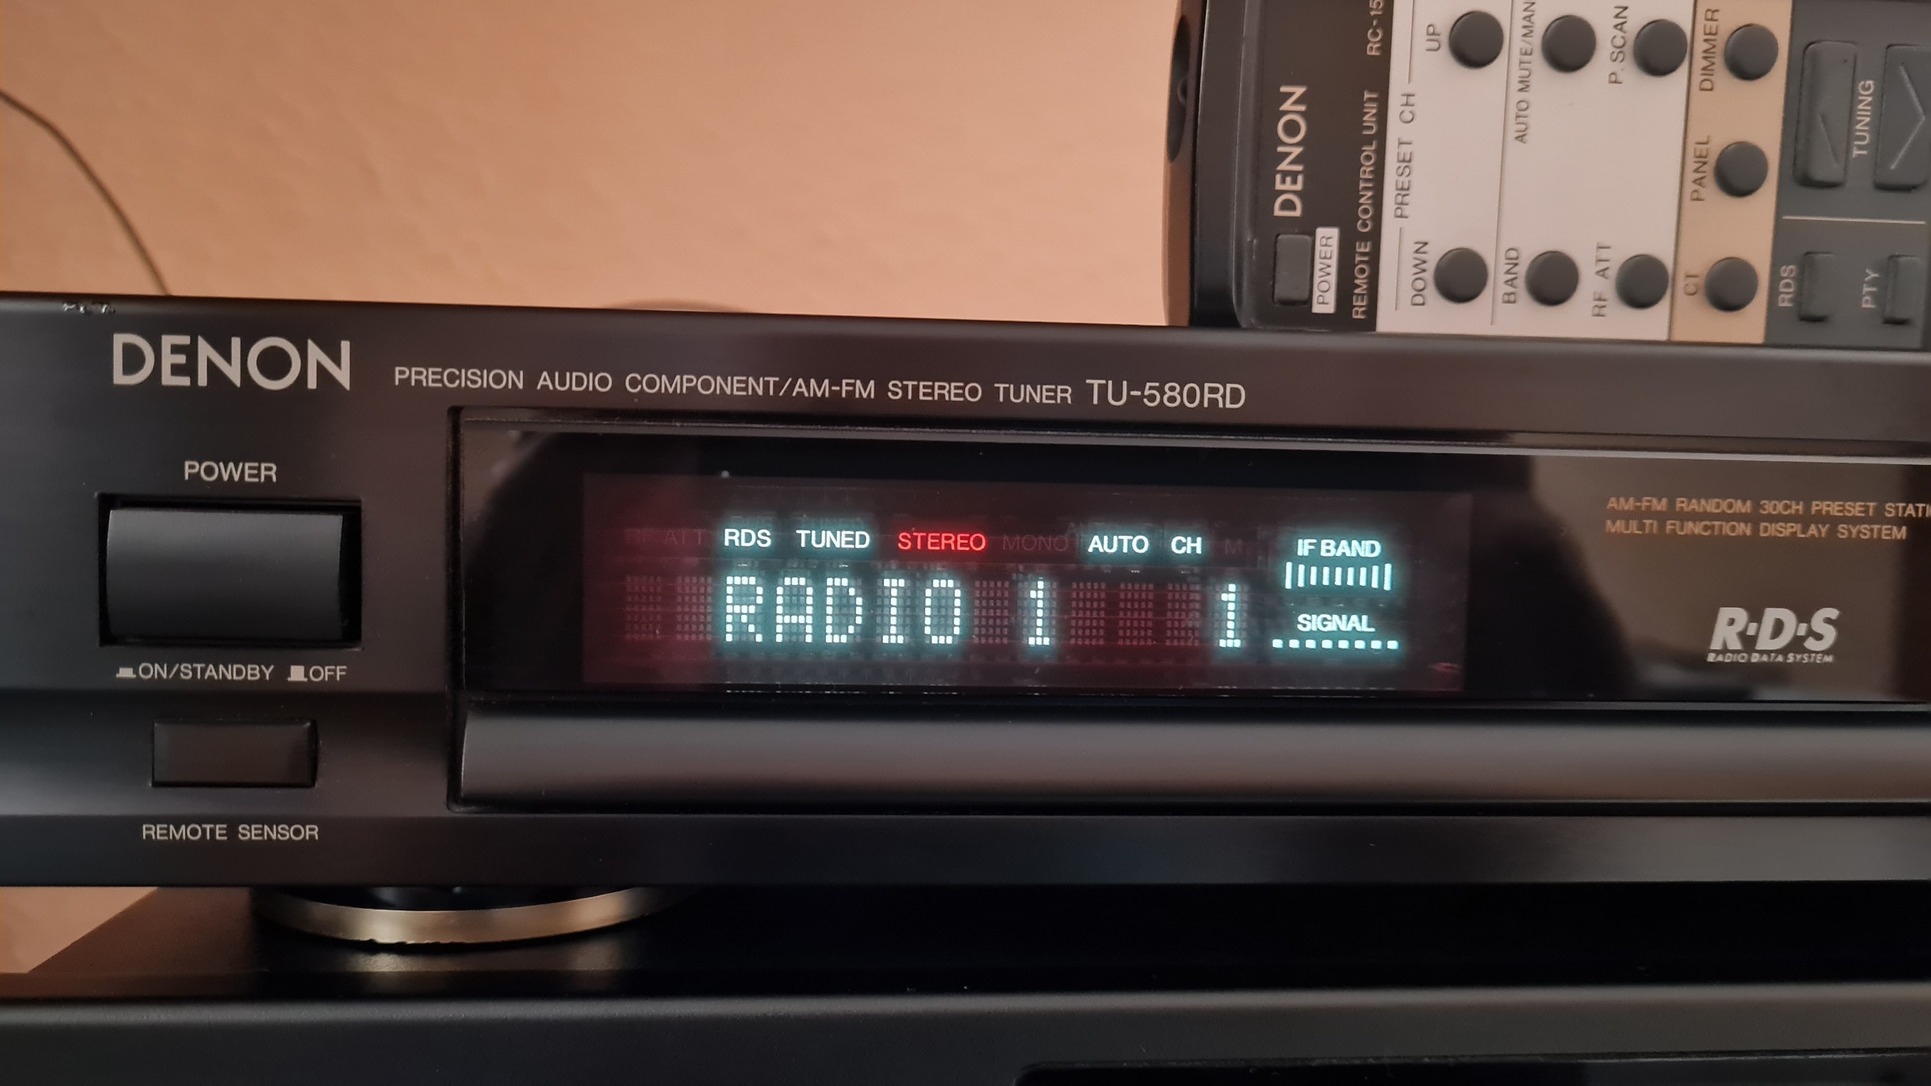 DENON
POWER
REMOTE CONTROL UNIT
DOWN PRESET CH UP
BAND AUTO MUTE/MAN
RF ATT P.SCAN
CT PANEL DIMMER
RDS TUNING
PTY
DENON PRECISION AUDIO COMPONENT/AM-FM STEREO TUNER TU-580RD
POWER
ON/STANDBY OFF
REMOTE SENSOR
RF ATT RDS TUNED STEREO MONO AUTO CH M
RADIO 1 1
IF BAND
SIGNAL
AM-FM RANDOM 30CH PRESET
MULTI FUNCTION DISPLAY SYSTEM
R·D·S
RADIO DATA SYSTEM